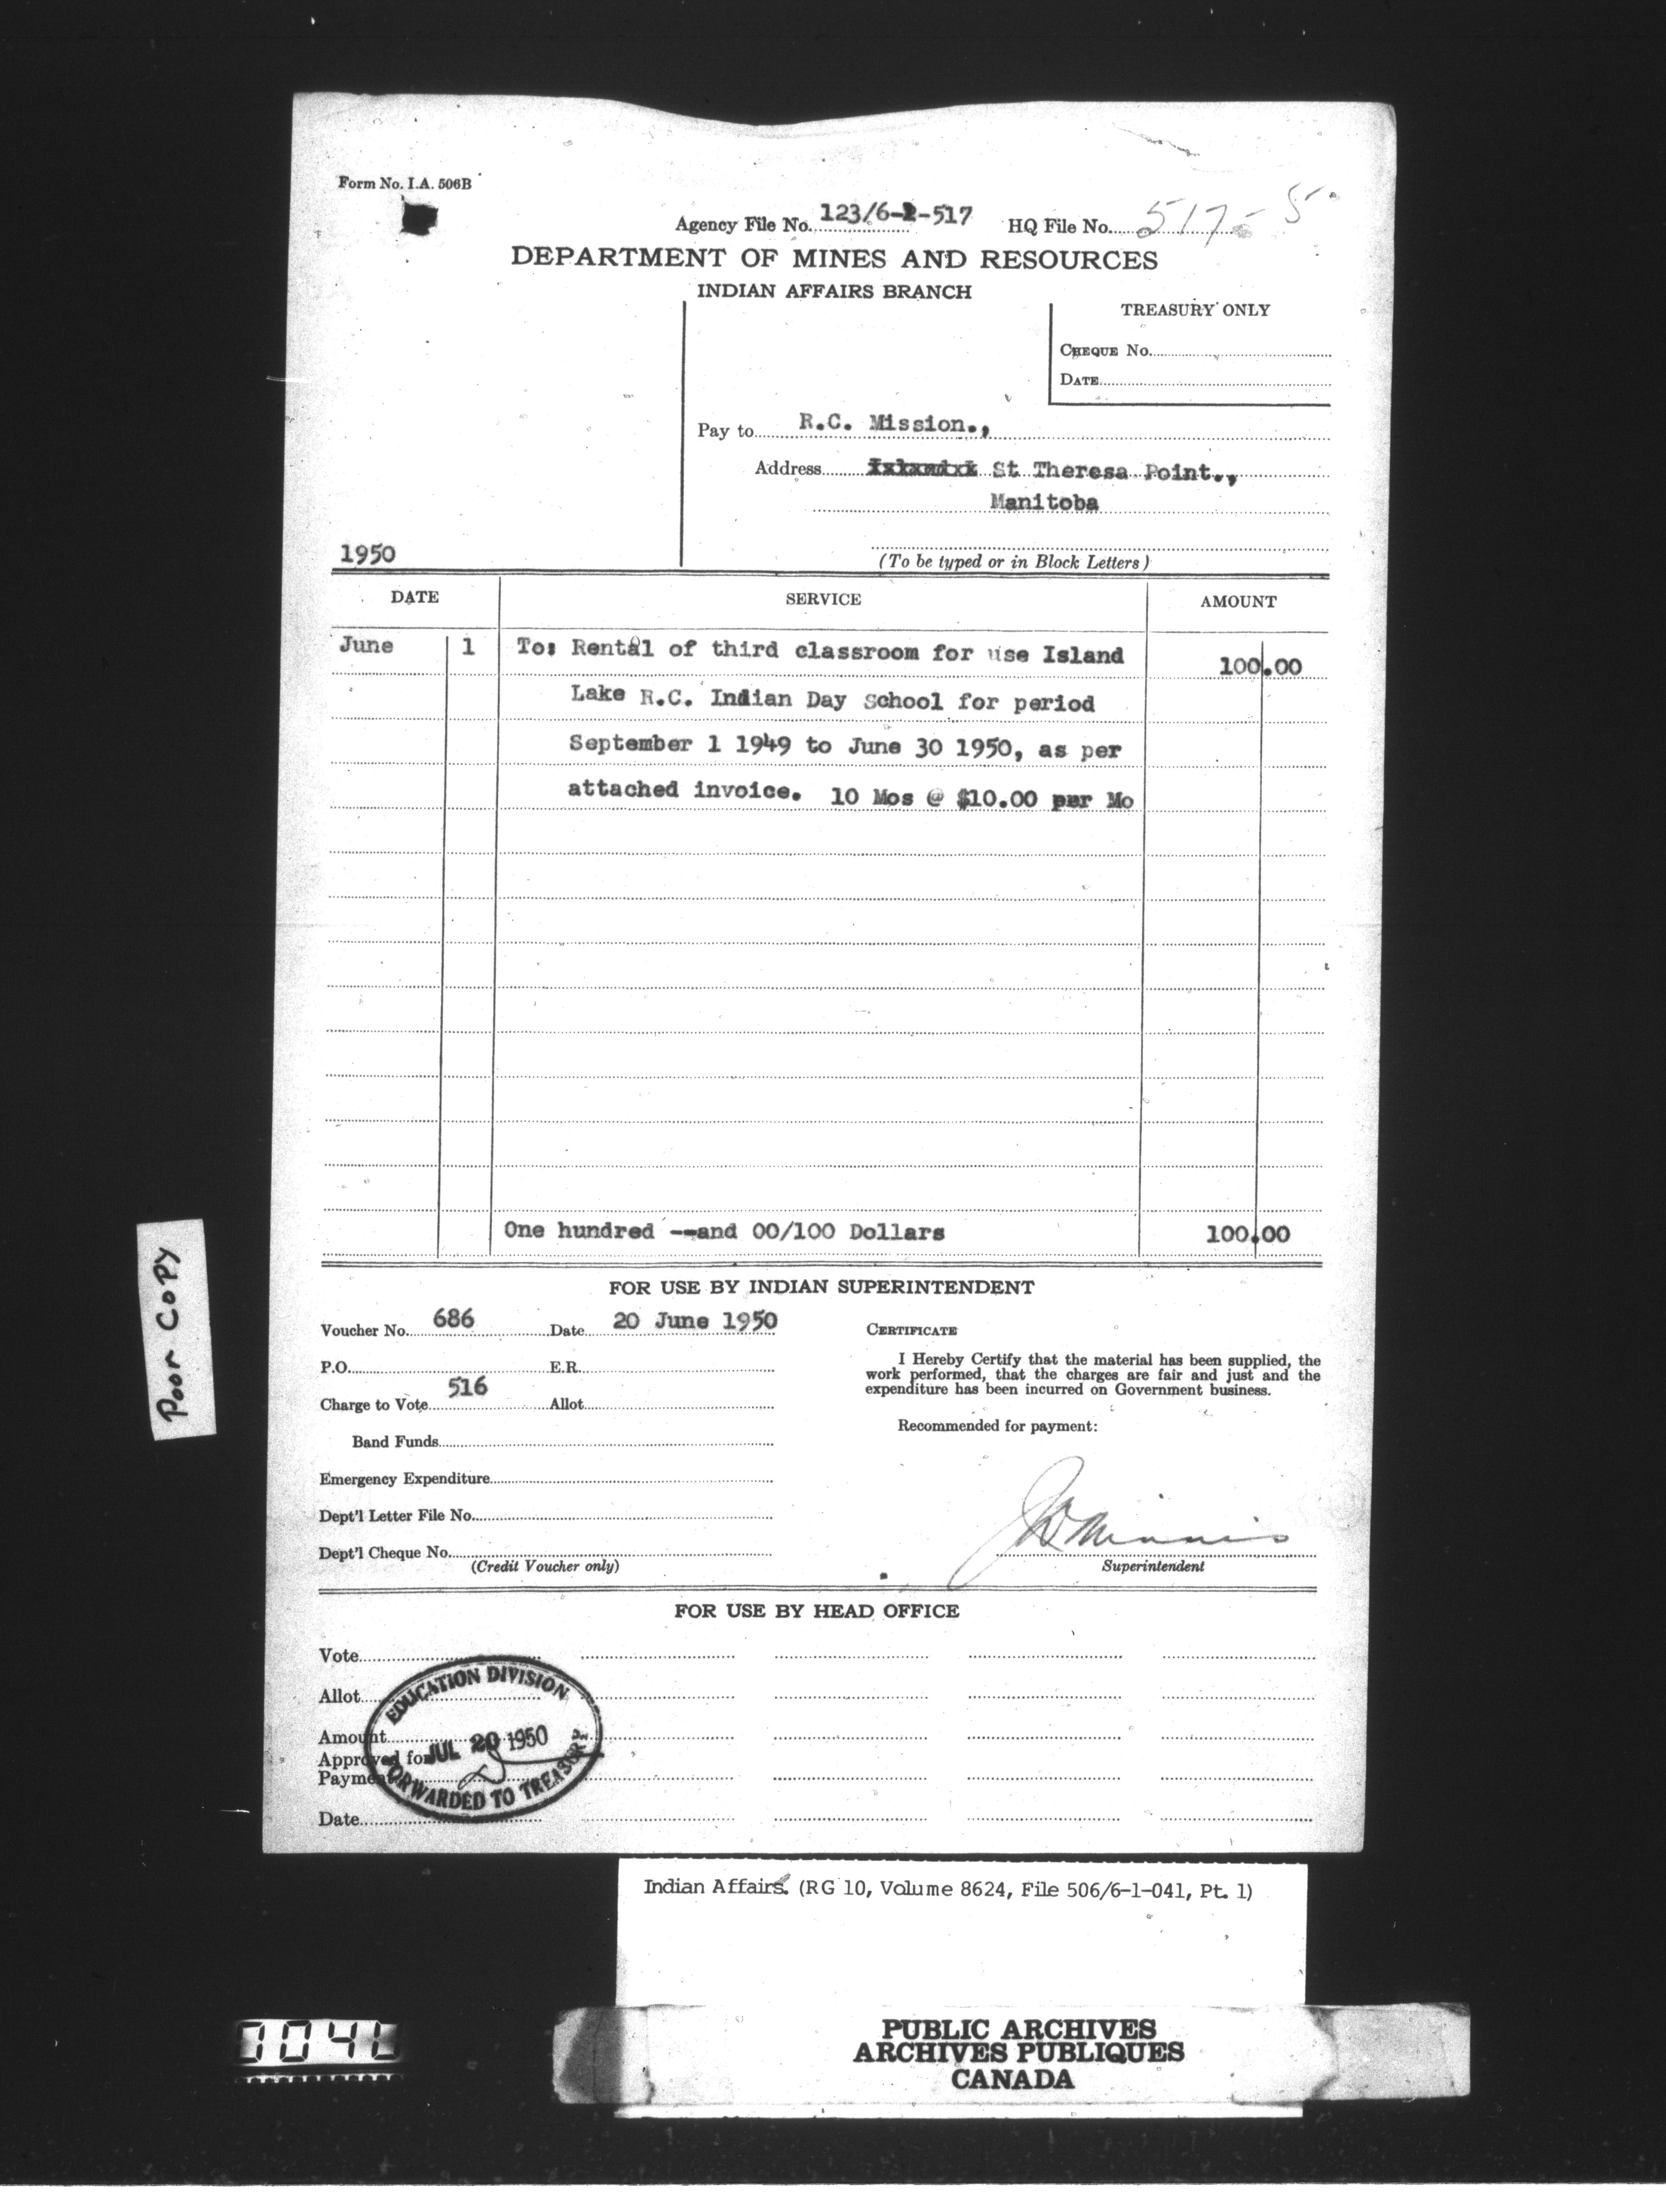 Form No. I.A. 506B
Agency File No. 123/6-2-517 HQ File No. 517-5
DEPARTMENT OF MINES AND RESOURCES
INDIAN AFFAIRS BRANCH
TREASURY ONLY
CHEQUE No.
DATE
Pay to R.C. Mission.,
Address St Theresa Point.,
Manitoba
1950
(To be typed or in Block Letters)
DATE SERVICE AMOUNT
June 1 To: Rental of third classroom for use Island 100.00
Lake R.C. Indian Day School for period
September 1 1949 to June 30 1950, as per
attached invoice. 10 Mos @ $10.00 per Mo
One hundred --and 00/100 Dollars 100.00
FOR USE BY INDIAN SUPERINTENDENT
Voucher No. 686 Date 20 June 1950
CERTIFICATE
P.O. E.R.
I Hereby Certify that the material has been supplied, the
work performed, that the charges are fair and just and the
expenditure has been incurred on Government business.
Charge to Vote 516 Allot.
Recommended for payment:
Band Funds
Emergency Expenditure
Dept'l Letter File No.
Dept'l Cheque No.
(Credit Voucher only)
Superintendent
FOR USE BY HEAD OFFICE
Vote
Allot.
Amount
Approved for
Payment
Date
EDUCATION DIVISION
JUL 20 1950
FORWARDED TO TREASURY
Poor Copy
Indian Affairs. (RG 10, Volume 8624, File 506/6-1-041, Pt. 1)
PUBLIC ARCHIVES
ARCHIVES PUBLIQUES
CANADA